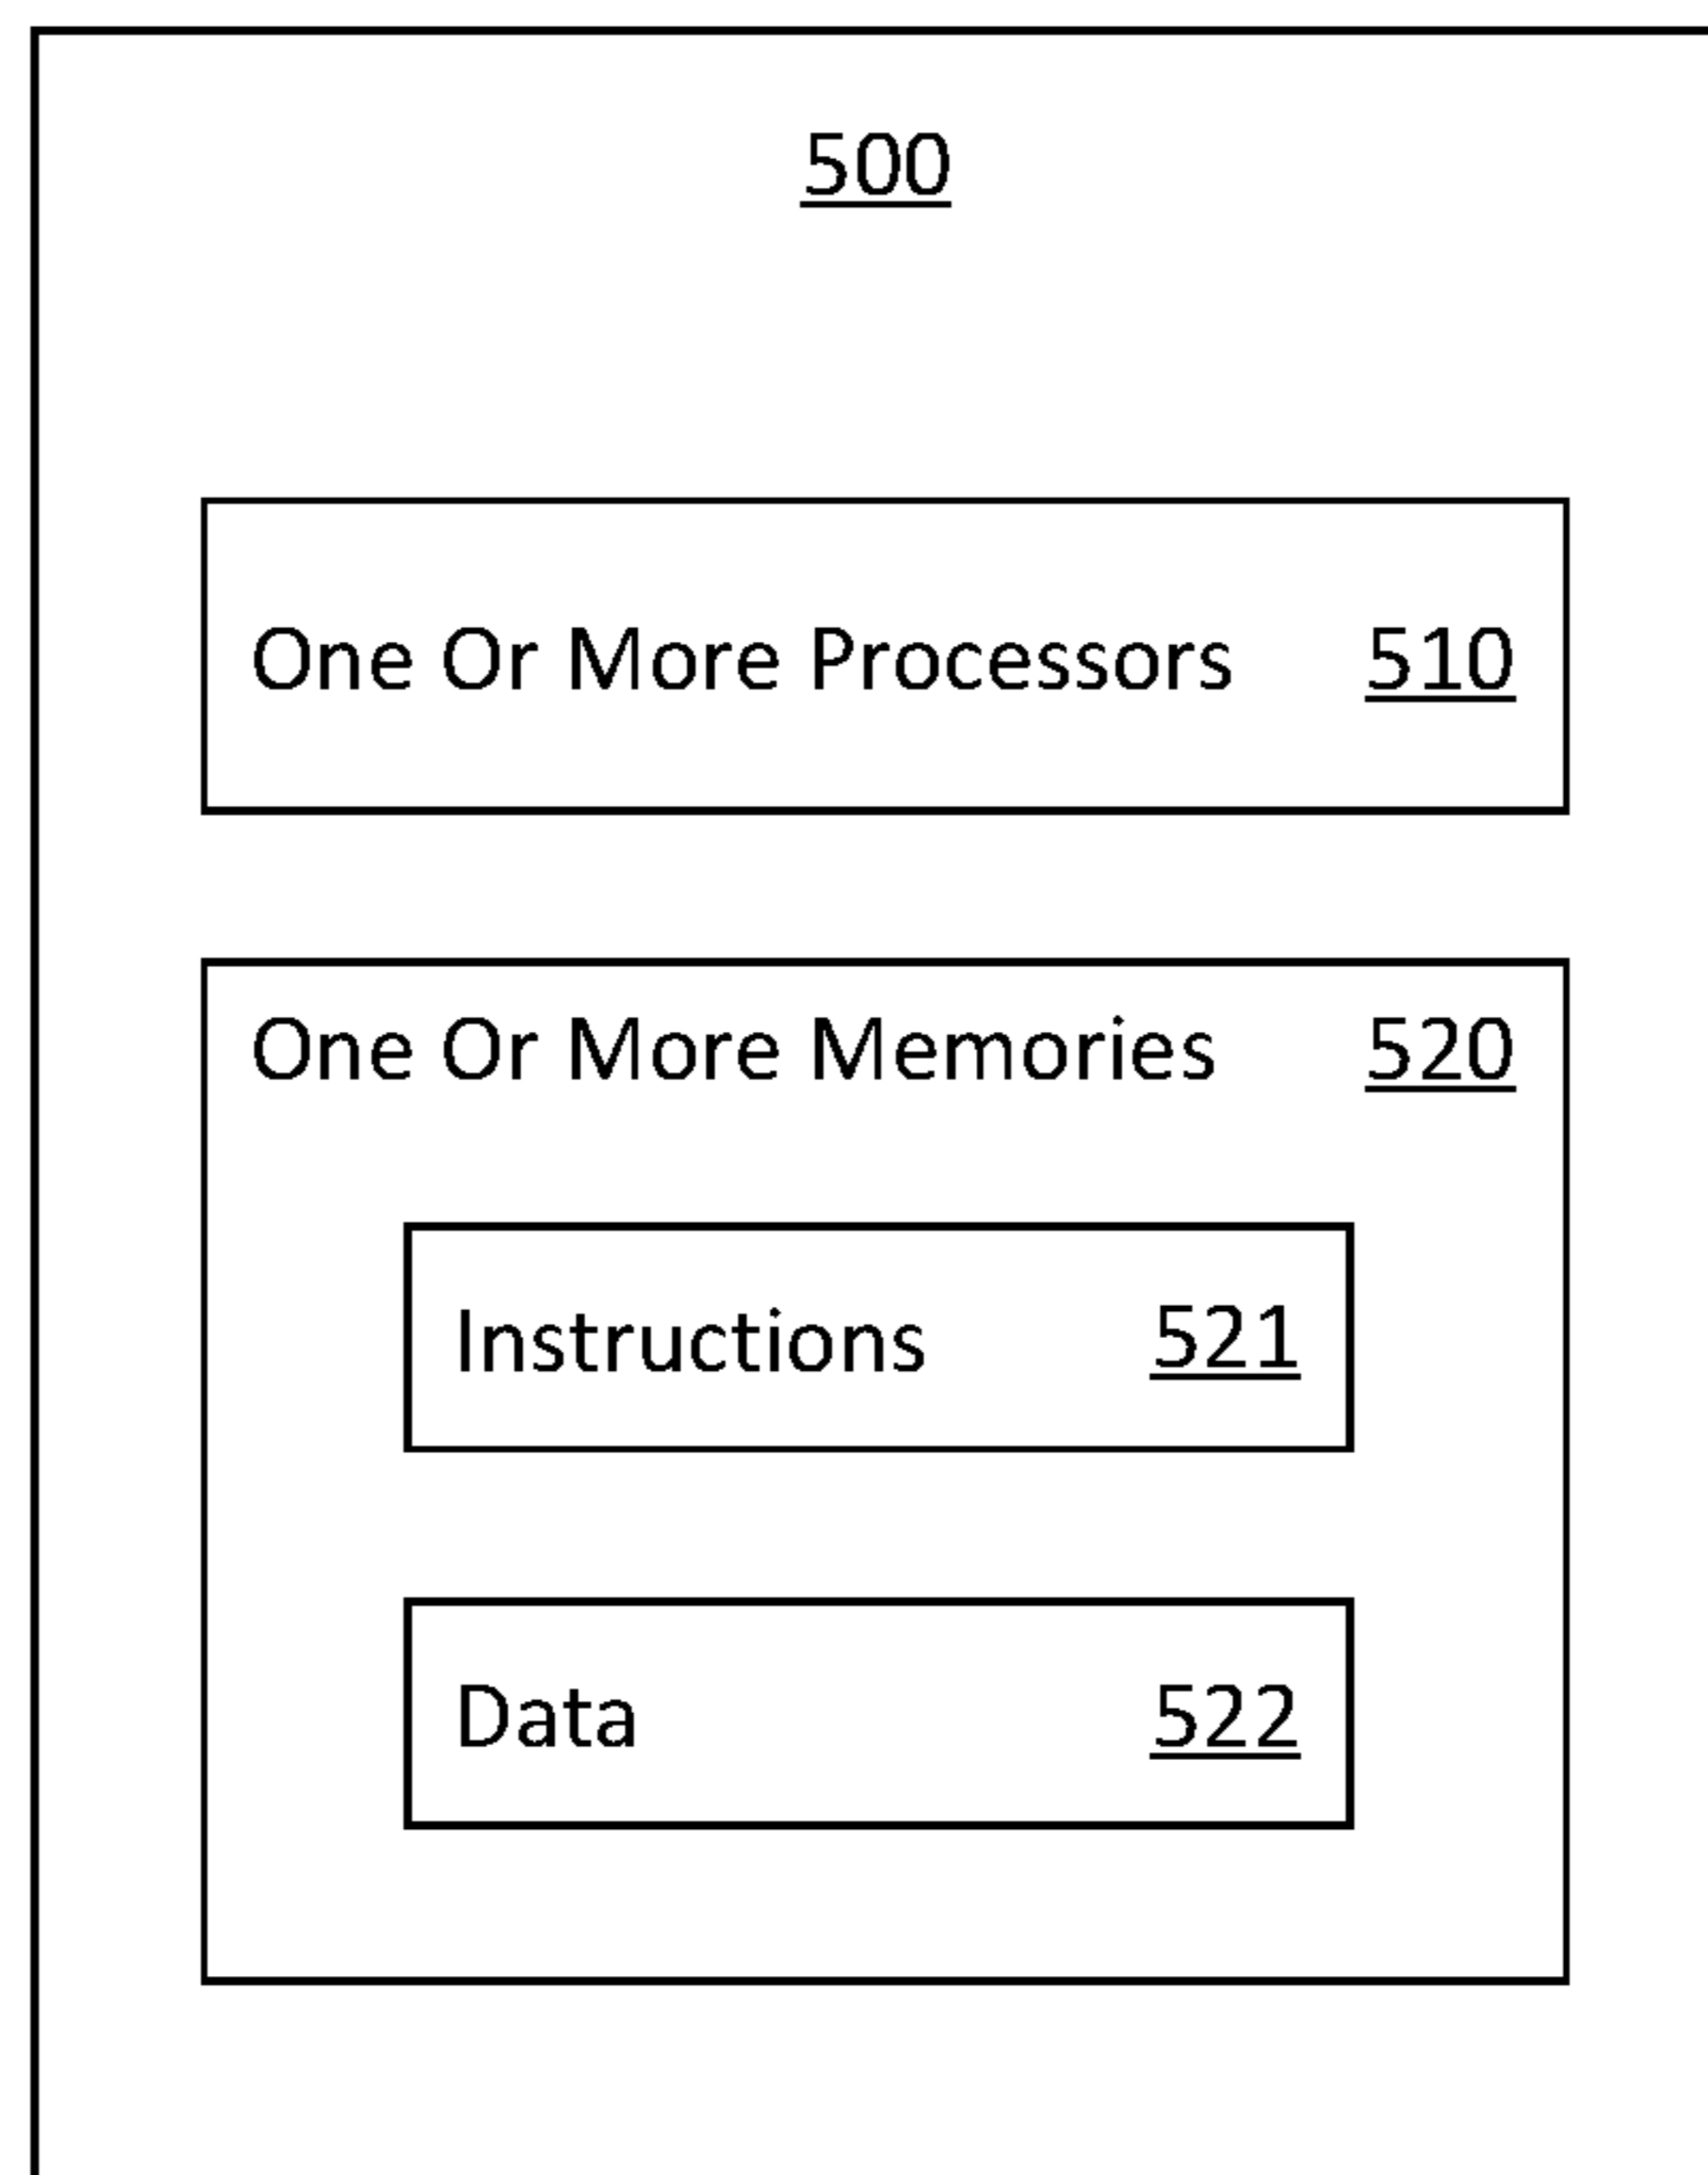 500
One Or More Processors 510
One Or More Memories 520
Instructions 521
Data 522